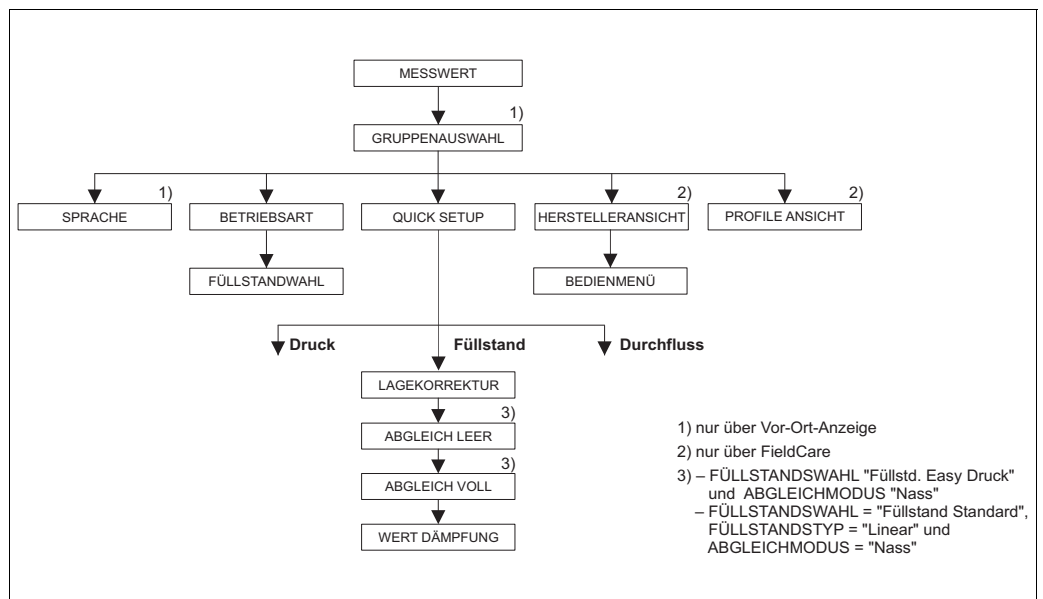 MESSWERT
1)
GRUPPENAUSWAHL
1)
2)
2)
SPRACHE
BETRIEBSART
QUICK SETUP
HERSTELLERANSICHT
PROFILE ANSICHT
FÜLLSTANDWAHL
BEDIENMENÜ
Druck
Füllstand
Durchfluss
LAGEKORREKTUR
3)
ABGLEICH LEER
3)
ABGLEICH VOLL
WERT DÄMPFUNG
1) nur über Vor-Ort-Anzeige
2) nur über FieldCare
3) – FÜLLSTANDSWAHL "Füllstd. Easy Druck"
und ABGLEICHMODUS "Nass"
– FÜLLSTANDSWAHL = "Füllstand Standard",
FÜLLSTANDSTYP = "Linear" und
ABGLEICHMODUS = "Nass"